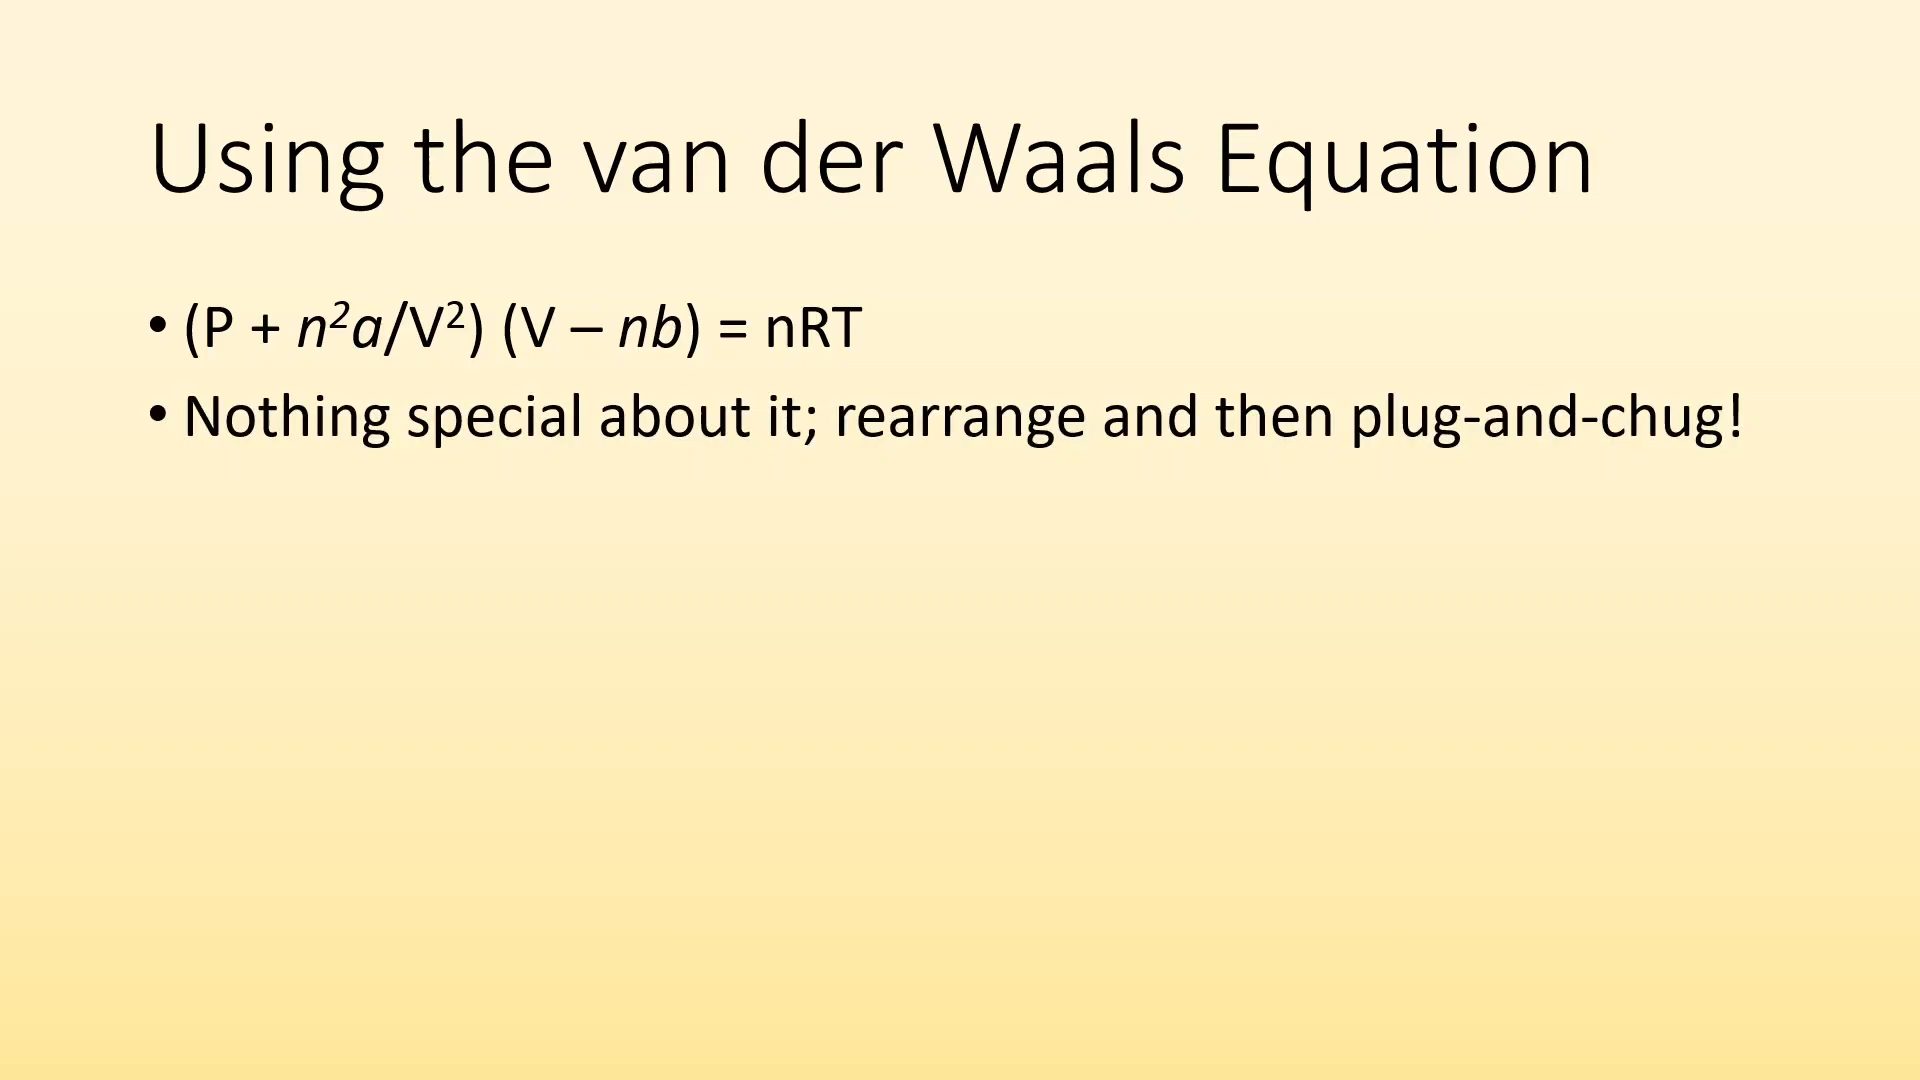 Using the van der Waals Equation
• (P + n²a/V²) (V – nb) = nRT
• Nothing special about it; rearrange and then plug-and-chug!